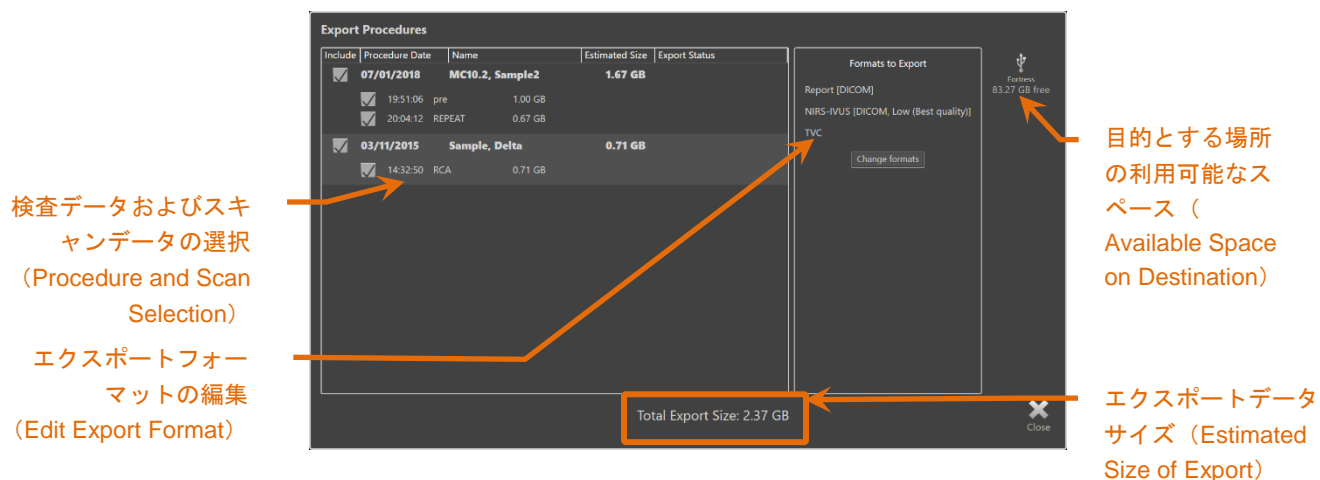 Export Procedures
Include Procedure Date Name Estimated Size Export Status
07/01/2018 MC10.2, Sample2 1.67 GB
19:51:06 pre 1.00 GB
20:04:12 REPEAT 0.67 GB
03/11/2015 Sample, Delta 0.71 GB
14:32:50 RCA 0.71 GB
Formats to Export
Report [DICOM]
NIRS-IVUS [DICOM, Low (Best quality)]
TVC
Change formats
Fortress
83.27 GB free
Total Export Size: 2.37 GB
Close
検査データおよびスキ
ャンデータの選択
（Procedure and Scan
Selection）
エクスポートフォー
マットの編集
（Edit Export Format）
目的とする場所
の利用可能なス
ペース（
Available Space
on Destination）
エクスポートデータ
サイズ（Estimated
Size of Export）